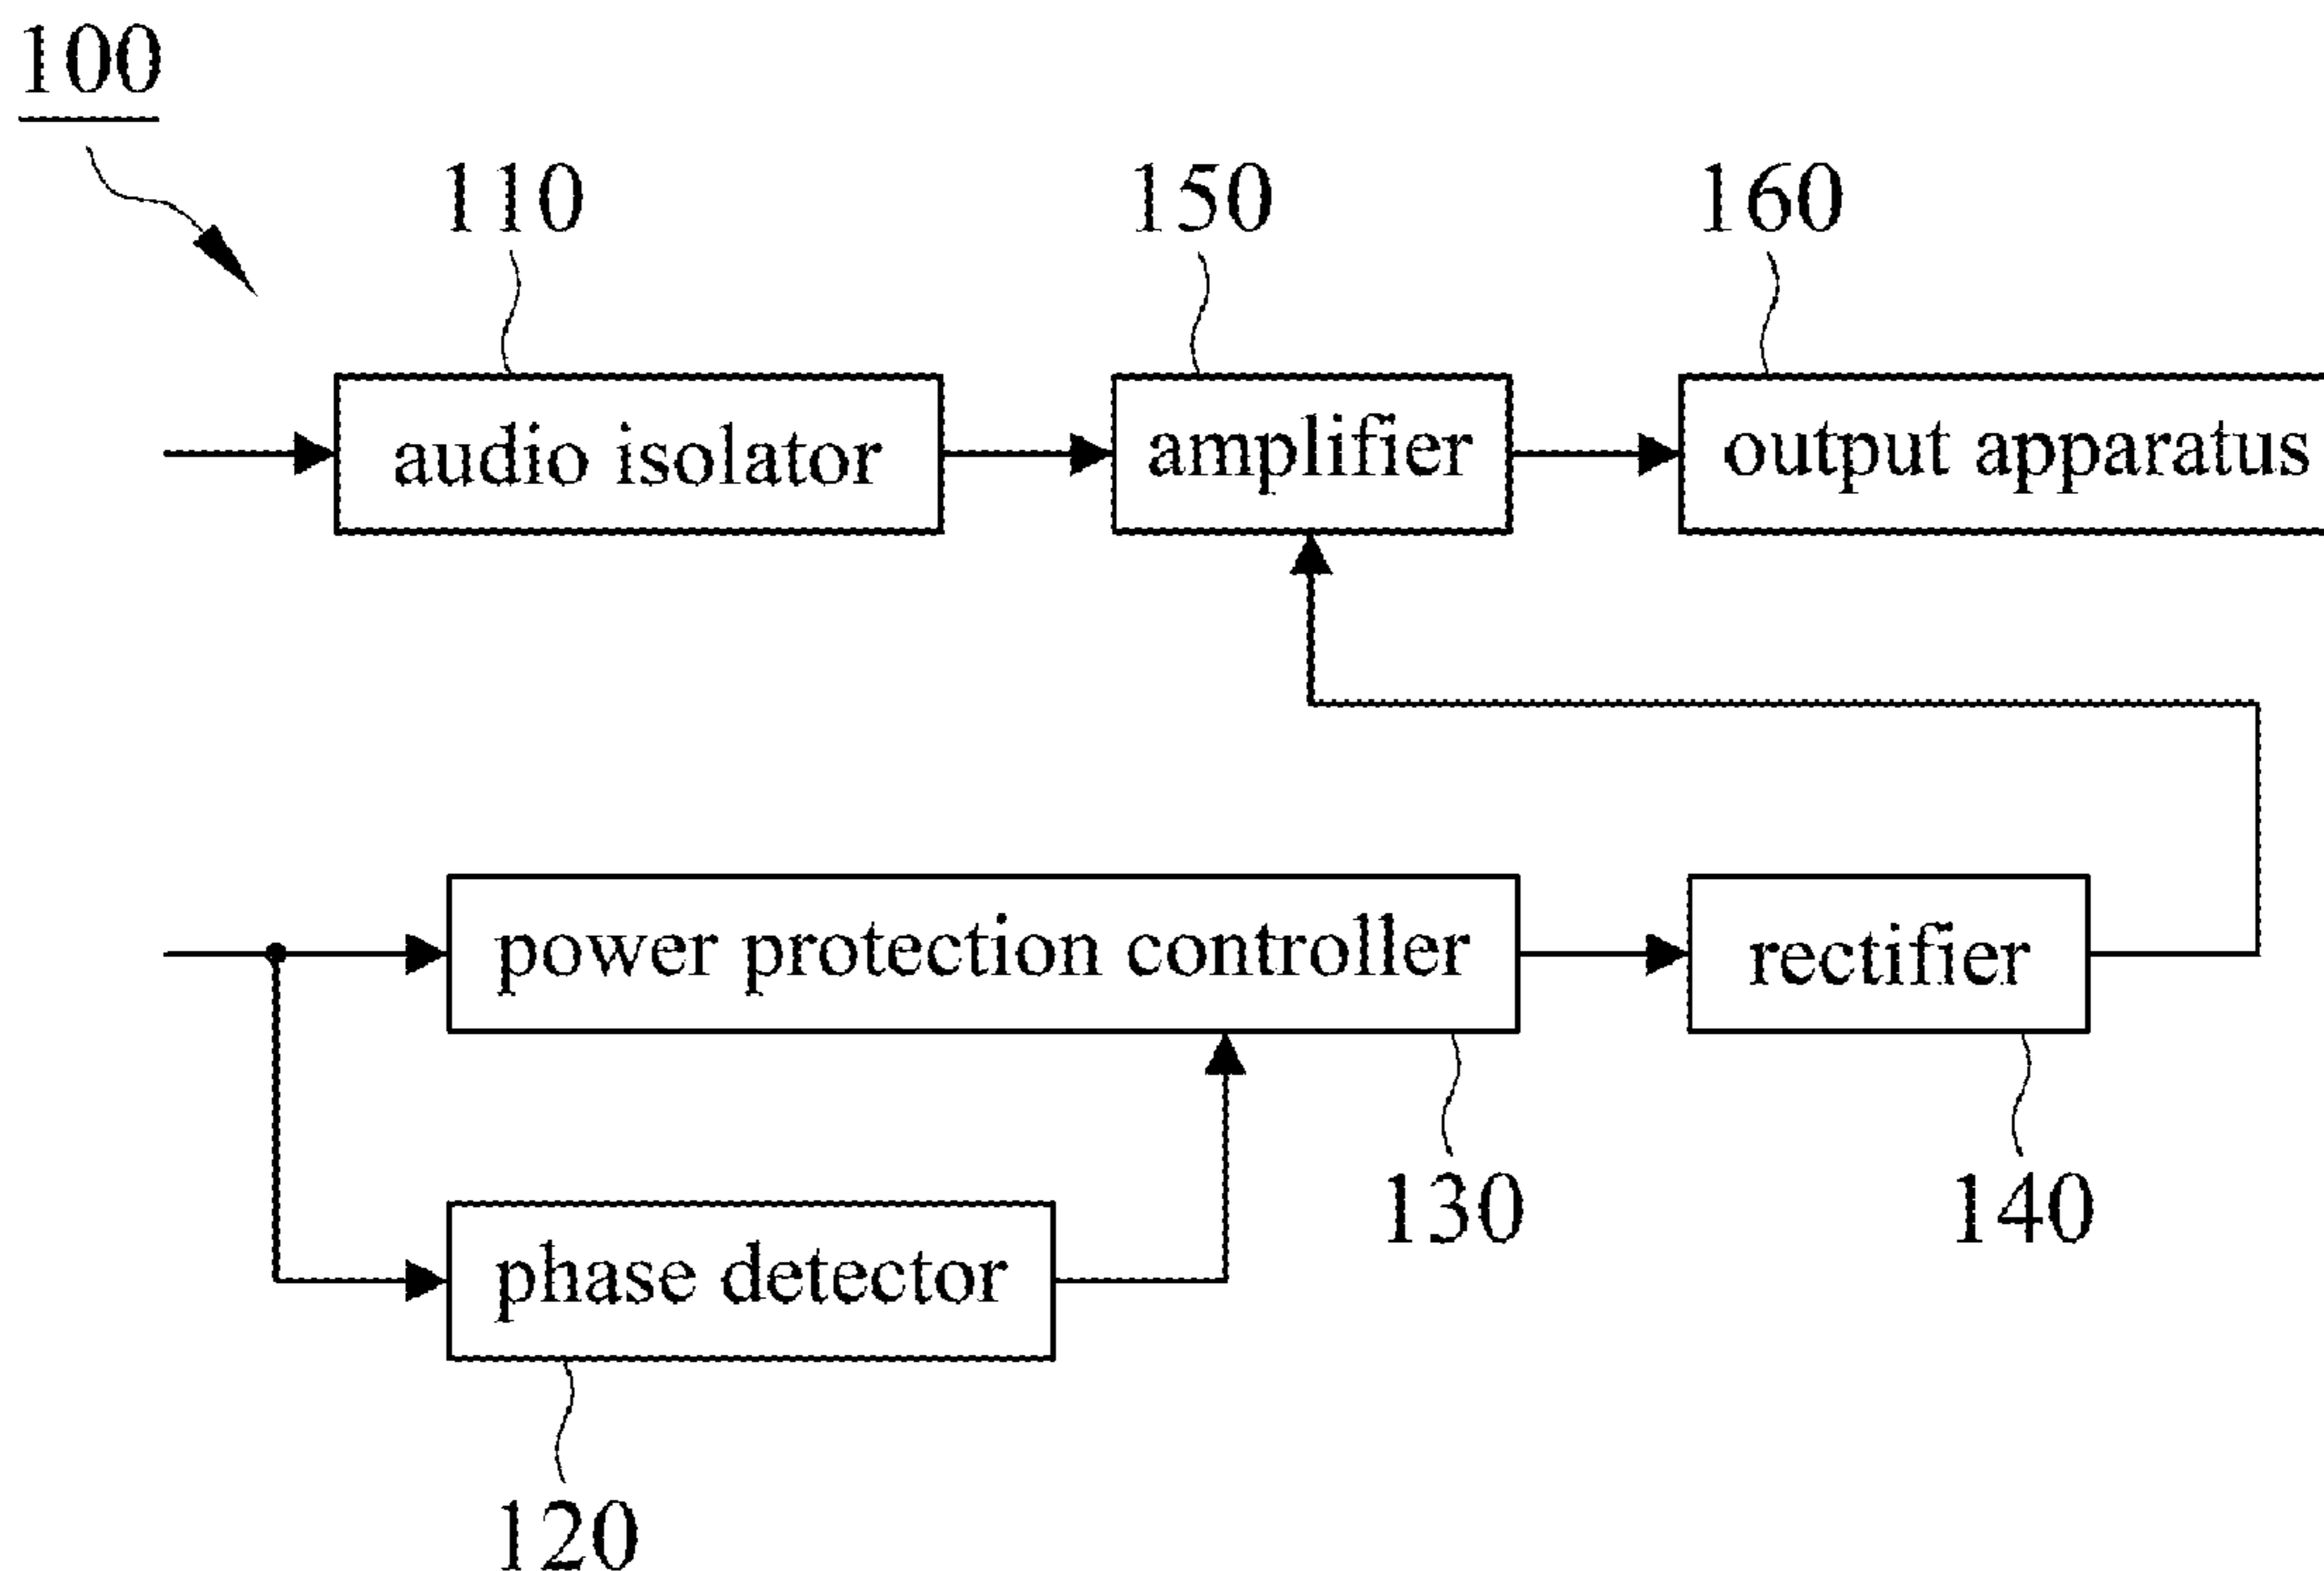 100
110
150
160
audio isolator
amplifier
output apparatus
power protection controller
rectifier
130
140
phase detector
120